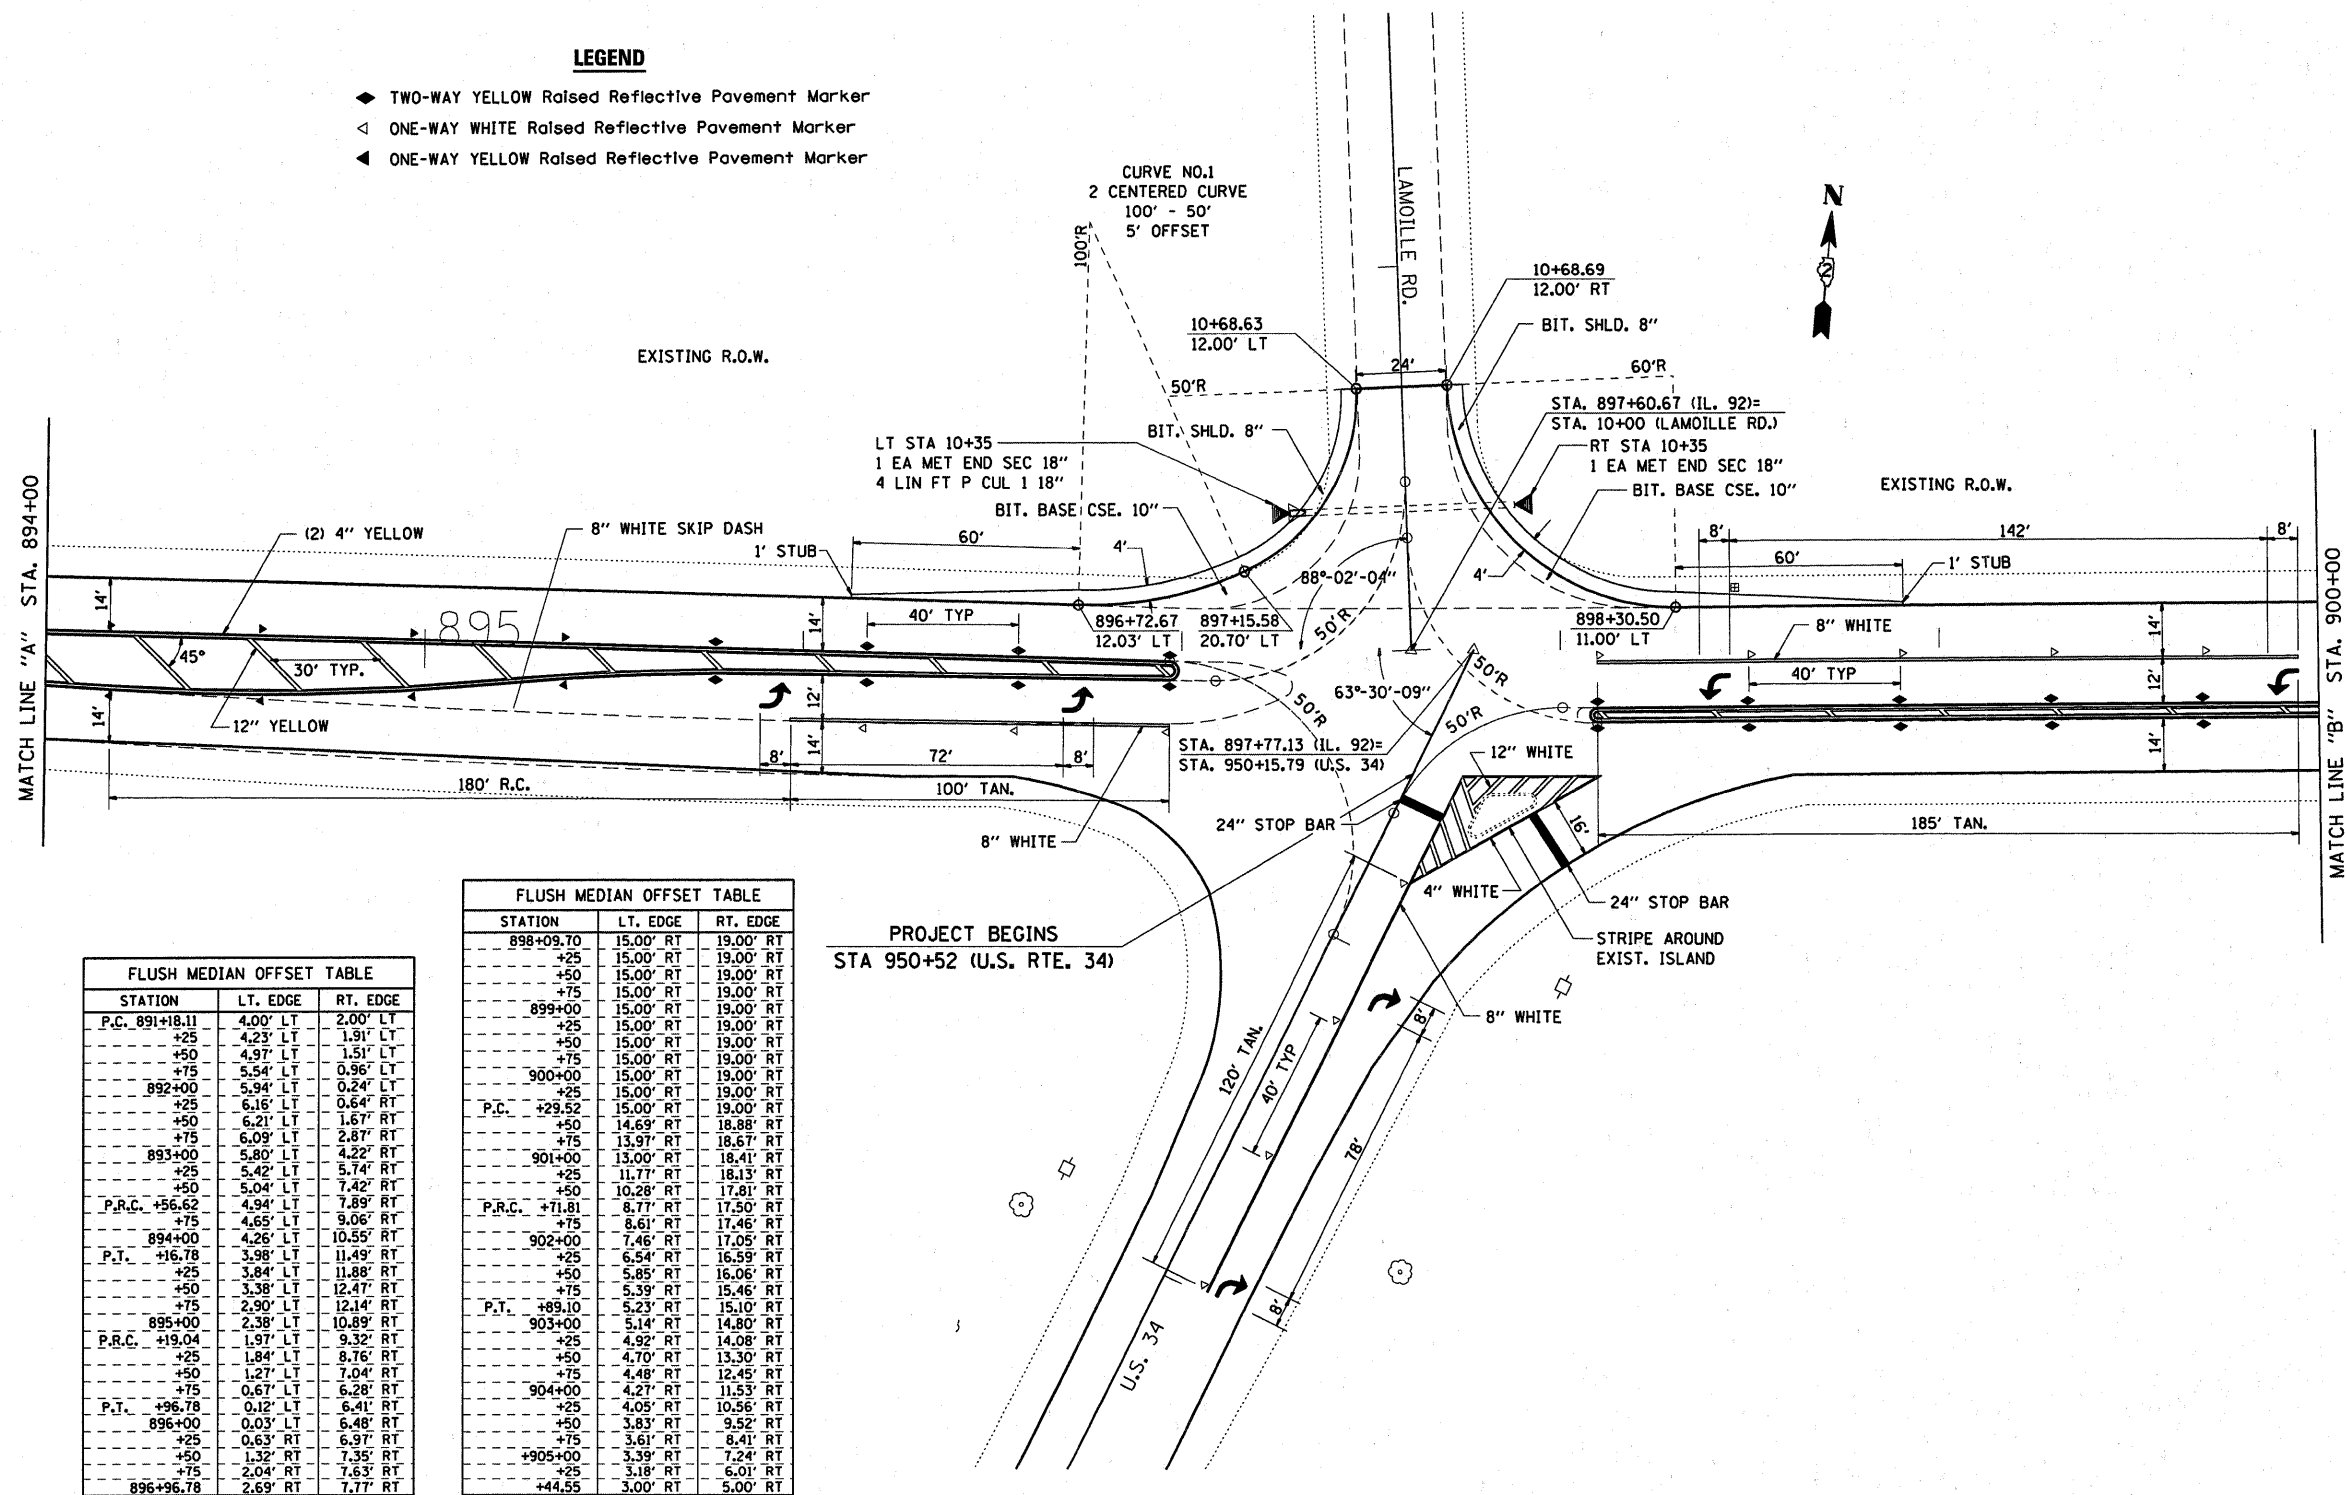 LEGEND
TWO-WAY YELLOW Raised Reflective Pavement Marker
ONE-WAY WHITE Raised Reflective Pavement Marker
ONE-WAY YELLOW Raised Reflective Pavement Marker
CURVE NO.1
2 CENTERED CURVE
100' - 50'
5' OFFSET
100'R
LAMOILLE RD.
N
2
10+68.69
12.00' RT
10+68.63
12.00' LT
BIT. SHLD. 8"
EXISTING R.O.W.
24'
50'R
60'R
STA. 897+60.67 (IL. 92)=
STA. 10+00 (LAMOILLE RD.)
BIT. SHLD. 8"
LT STA 10+35
1 EA MET END SEC 18"
4 LIN FT P CUL 1 18"
RT STA 10+35
1 EA MET END SEC 18"
BIT. BASE CSE. 10"
BIT. BASE CSE. 10"
EXISTING R.O.W.
MATCH LINE "A" STA. 894+00
(2) 4" YELLOW
8" WHITE SKIP DASH
1' STUB
60'
4'
88°-02'-04"
4'
8'
142'
8'
60'
1' STUB
MATCH LINE "B" STA. 900+00
14'
895
14'
40' TYP
896+72.67
12.03' LT
897+15.58
20.70' LT
50'R
898+30.50
11.00' LT
8" WHITE
14'
45°
30' TYP.
12'
63°-30'-09"
50'R
50'R
50'R
40' TYP
12'
14'
12" YELLOW
14'
14'
8'
72'
8'
180' R.C.
100' TAN.
STA. 897+77.13 (IL. 92)=
STA. 950+15.79 (U.S. 34)
12" WHITE
24" STOP BAR
16'
185' TAN.
8" WHITE
4" WHITE
24" STOP BAR
PROJECT BEGINS
STA 950+52 (U.S. RTE. 34)
STRIPE AROUND
EXIST. ISLAND
8" WHITE
8'
120' TAN.
40' TYP
78'
8'
U.S. 34
FLUSH MEDIAN OFFSET TABLE
STATION LT. EDGE RT. EDGE
P.C. 891+18.11 4.00' LT 2.00' LT
+25 4.23' LT 1.91' LT
+50 4.97' LT 1.51' LT
+75 5.54' LT 0.96' LT
892+00 5.94' LT 0.24' LT
+25 6.16' LT 0.64' RT
+50 6.21' LT 1.67' RT
+75 6.09' LT 2.87' RT
893+00 5.80' LT 4.22' RT
+25 5.42' LT 5.74' RT
+50 5.04' LT 7.42' RT
P.R.C. +56.62 4.94' LT 7.89' RT
+75 4.65' LT 9.06' RT
894+00 4.26' LT 10.55' RT
P.T. +16.78 3.98' LT 11.49' RT
+25 3.84' LT 11.88' RT
+50 3.38' LT 12.47' RT
+75 2.90' LT 12.14' RT
895+00 2.38' LT 10.89' RT
P.R.C. +19.04 1.97' LT 9.32' RT
+25 1.84' LT 8.76' RT
+50 1.27' LT 7.04' RT
+75 0.67' LT 6.28' RT
P.T. +96.78 0.12' LT 6.41' RT
896+00 0.03' LT 6.48' RT
+25 0.63' RT 6.97' RT
+50 1.32' RT 7.35' RT
+75 2.04' RT 7.63' RT
896+96.78 2.69' RT 7.77' RT
FLUSH MEDIAN OFFSET TABLE
STATION LT. EDGE RT. EDGE
898+09.70 15.00' RT 19.00' RT
+25 15.00' RT 19.00' RT
+50 15.00' RT 19.00' RT
+75 15.00' RT 19.00' RT
899+00 15.00' RT 19.00' RT
+25 15.00' RT 19.00' RT
+50 15.00' RT 19.00' RT
+75 15.00' RT 19.00' RT
900+00 15.00' RT 19.00' RT
+25 15.00' RT 19.00' RT
P.C. +29.52 15.00' RT 19.00' RT
+50 14.69' RT 18.88' RT
+75 13.97' RT 18.67' RT
901+00 13.00' RT 18.41' RT
+25 11.77' RT 18.13' RT
+50 10.28' RT 17.81' RT
P.R.C. +71.81 8.77' RT 17.50' RT
+75 8.61' RT 17.46' RT
902+00 7.46' RT 17.05' RT
+25 6.54' RT 16.59' RT
+50 5.85' RT 16.06' RT
+75 5.39' RT 15.46' RT
P.T. +89.10 5.23' RT 15.10' RT
903+00 5.14' RT 14.80' RT
+25 4.92' RT 14.08' RT
+50 4.70' RT 13.30' RT
+75 4.48' RT 12.45' RT
904+00 4.27' RT 11.53' RT
+25 4.05' RT 10.56' RT
+50 3.83' RT 9.52' RT
+75 3.61' RT 8.41' RT
+905+00 3.39' RT 7.24' RT
+25 3.18' RT 6.01' RT
+44.55 3.00' RT 5.00' RT